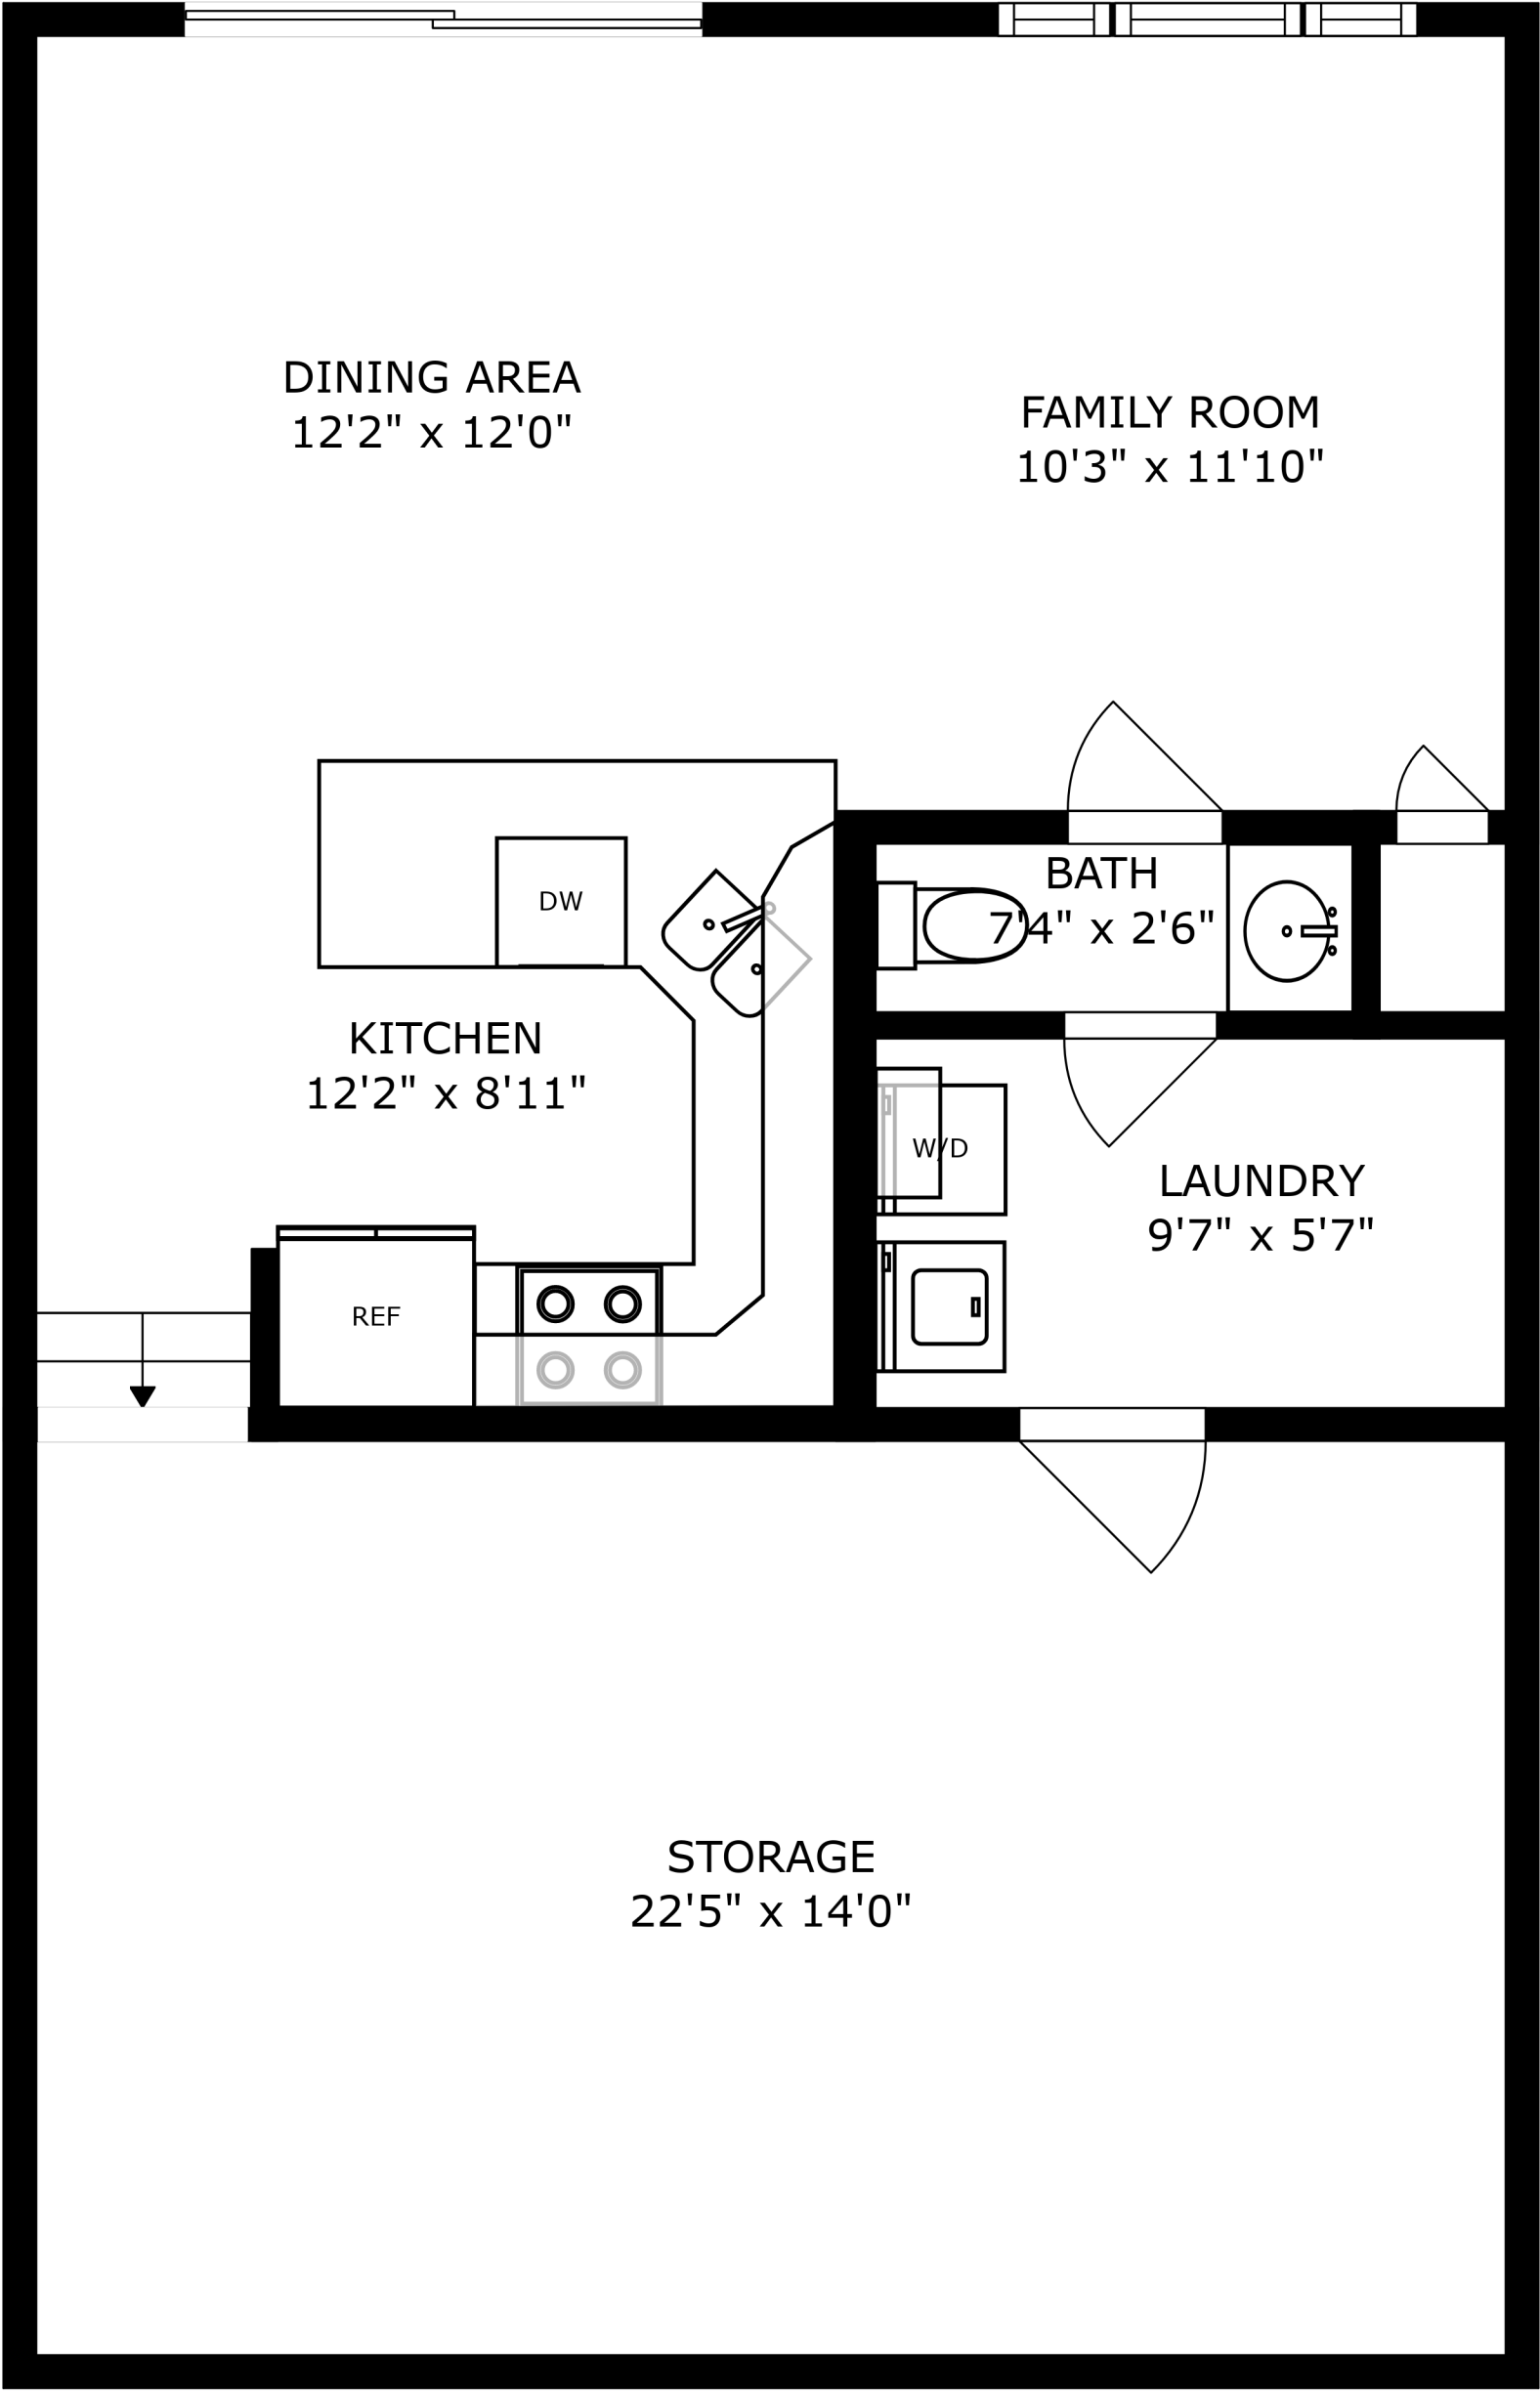 DINING AREA
12'2" x 12'0"
FAMILY ROOM
10'3" x 11'10"
DW
BATH
7'4" x 2'6"
KITCHEN
12'2" x 8'11"
W/D
LAUNDRY
9'7" x 5'7"
REF
STORAGE
22'5" x 14'0"